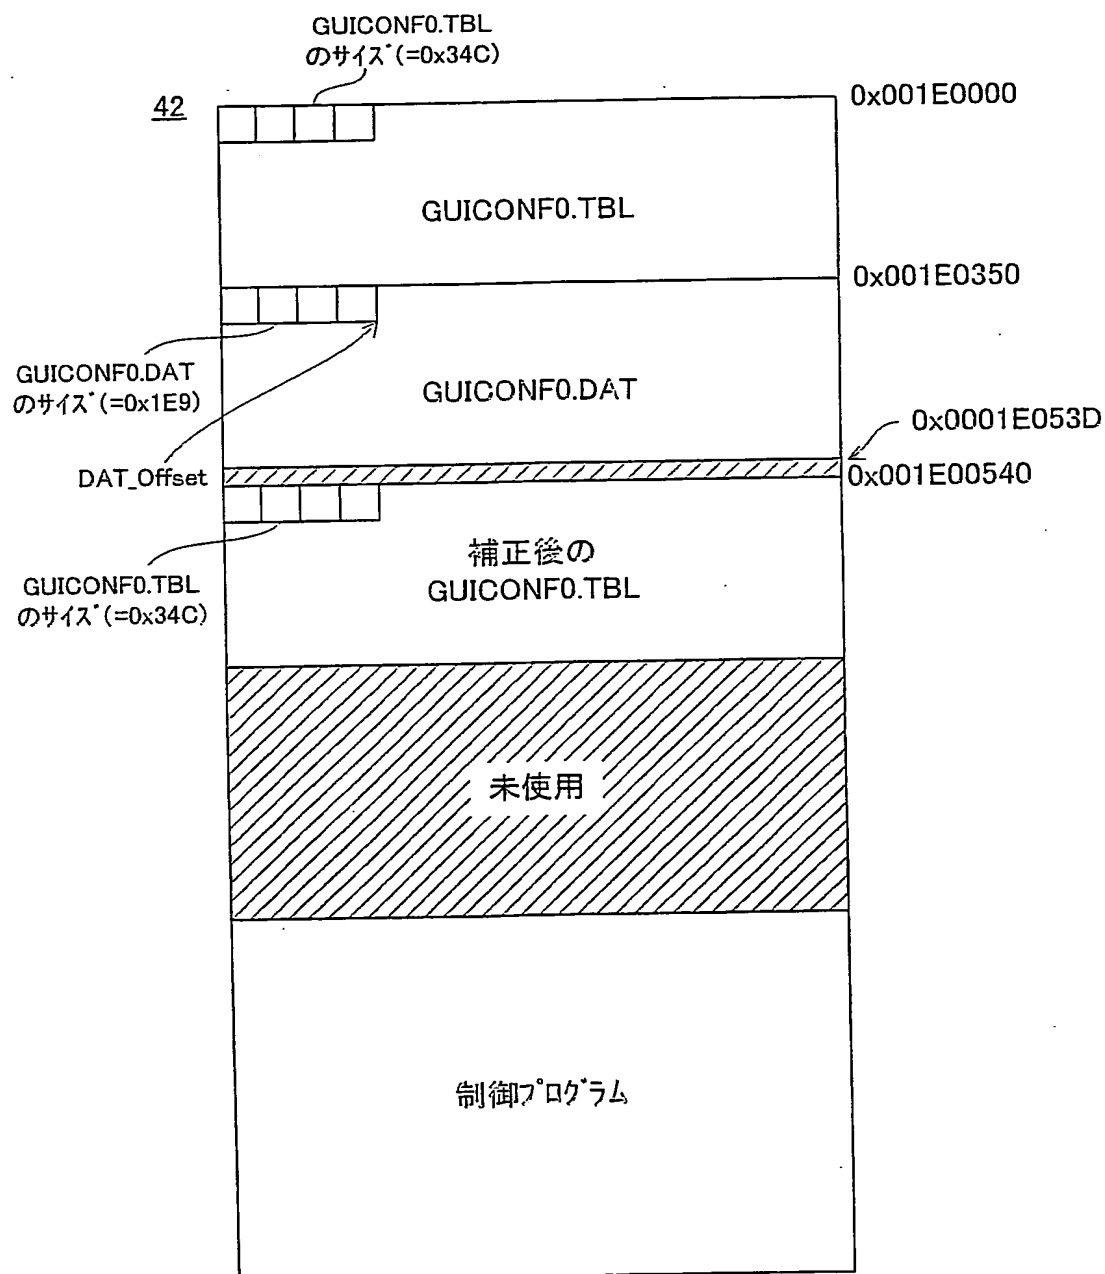 GUICONF0.TBL
のサイズ(=0x34C)
42
0x001E0000
GUICONF0.TBL
0x001E0350
GUICONF0.DAT
のサイズ(=0x1E9)
GUICONF0.DAT
0x0001E053D
DAT_Offset
0x001E00540
補正後の
GUICONF0.TBL
GUICONF0.TBL
のサイズ(=0x34C)
未使用
制御プログラム